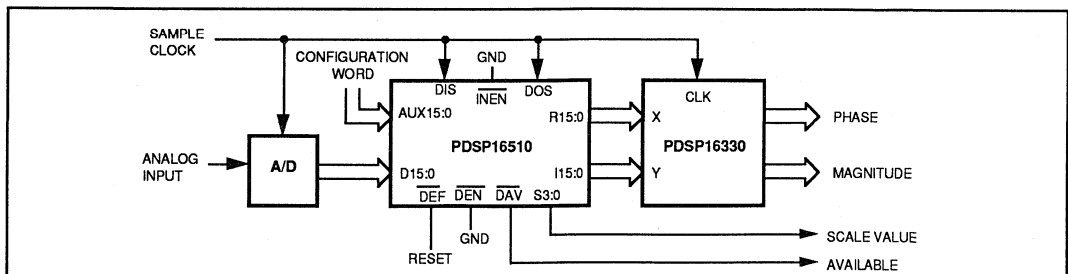 SAMPLE
CLOCK
CONFIGURATION
WORD
GND
DIS
INEN
DOS
CLK
AUX15:0
R15:0
X
PHASE
PDSP16510
PDSP16330
ANALOG
INPUT
A/D
D15:0
I15:0
Y
MAGNITUDE
DEF
DEN
DAV
S3:0
GND
RESET
SCALE VALUE
AVAILABLE